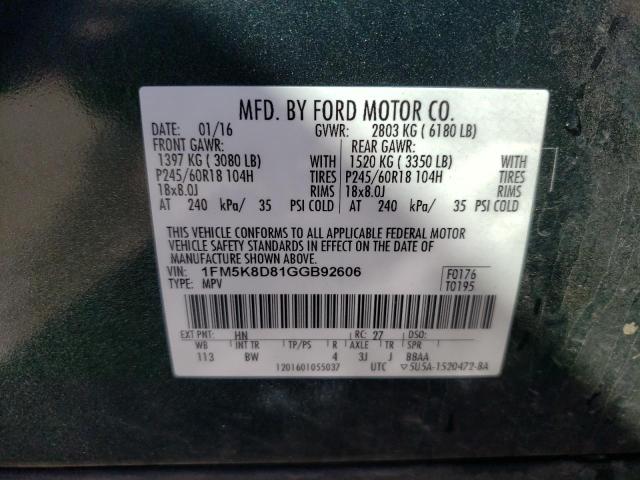 MFD. BY FORD MOTOR CO.
DATE: 01/16 GVWR: 2803 KG ( 6180 LB)
FRONT GAWR: REAR GAWR:
1397 KG ( 3080 LB) WITH 1520 KG ( 3350 LB) WITH
P245/60R18 104H TIRES P245/60R18 104H TIRES
18x8.0J RIMS 18x8.0J RIMS
AT 240 kPa/ 35 PSI COLD AT 240 kPa/ 35 PSI COLD
THIS VEHICLE CONFORMS TO ALL APPLICABLE FEDERAL MOTOR
VEHICLE SAFETY STANDARDS IN EFFECT ON THE DATE OF
MANUFACTURE SHOWN ABOVE.
VIN: 1FM5K8D81GGB92606 F0176
TYPE: MPV T0195
EXT PNT: HN RC: 27 DSO:
WB INT TR TP/PS R AXLE TR SPR
113 BW 4 3J J BBAA
1201601055037 UTC ▽5U5A-1520472-BA